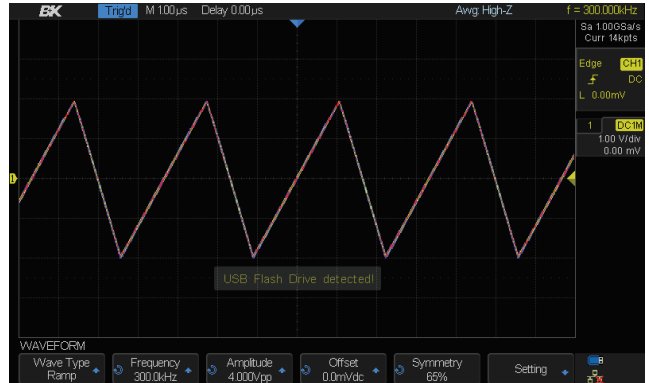 BK Trig'd M 1.00μs Delay 0.00μs Awg: High-Z f = 300.000kHz
Sa 1.00GSa/s
Curr 14kpts
Edge CH1
DC
L 0.00mV
1 DC1M
1.00 V/div
0.00 mV
1
USB Flash Drive detected!
WAVEFORM
Wave Type Frequency Amplitude Offset Symmetry Setting
Ramp 300.0kHz 4.000Vpp 0.0mVdc 65%